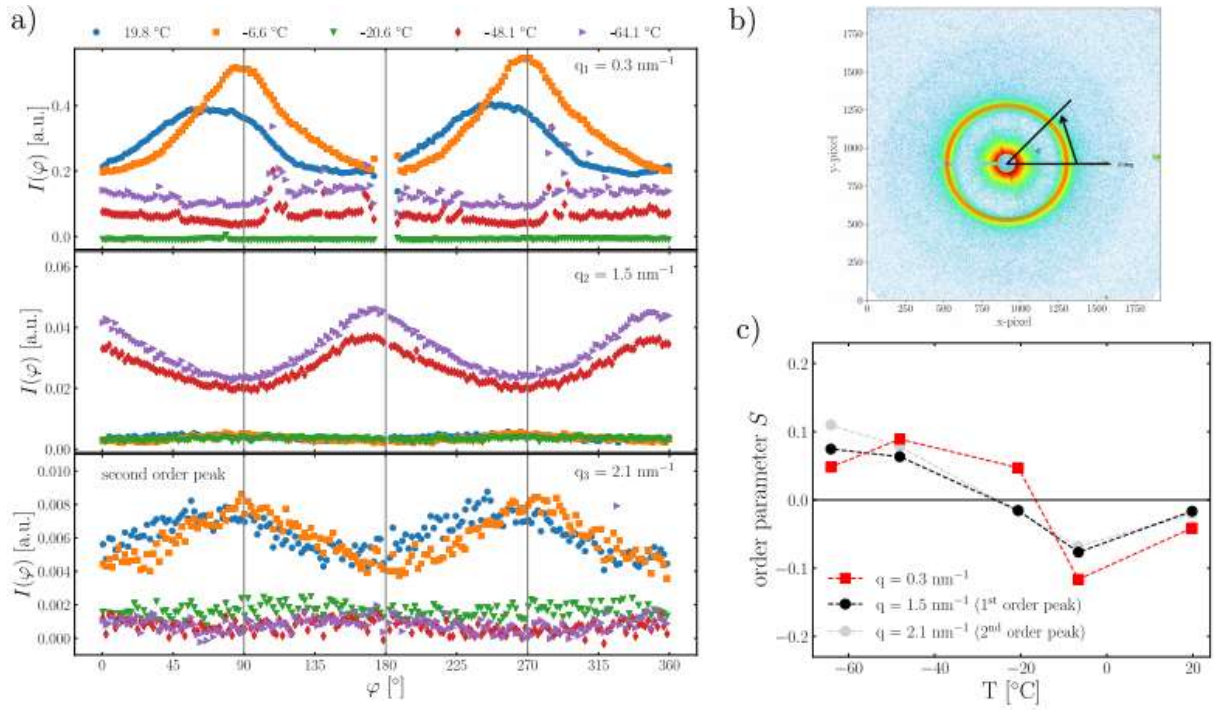 a)
19.8 °C -6.6 °C -20.6 °C -48.1 °C -64.1 °C
q₁ = 0.3 nm⁻¹
I(φ) [a.u.]
0.4
0.2
0.0
q₂ = 1.5 nm⁻¹
I(φ) [a.u.]
0.06
0.04
0.02
0.00
second order peak
q₃ = 2.1 nm⁻¹
I(φ) [a.u.]
0.010
0.008
0.006
0.004
0.002
0.000
0 45 90 135 180 225 270 315 360
φ [°]
b)
y-pixel
1750
1500
1250
1000
750
500
250
0
0 250 500 750 1000 1250 1500 1750
x-pixel
c)
order parameter S
0.2
0.1
0.0
−0.1
−0.2
q = 0.3 nm⁻¹
q = 1.5 nm⁻¹ (1ˢᵗ order peak)
q = 2.1 nm⁻¹ (2ⁿᵈ order peak)
−60 −40 −20 0 20
T [°C]